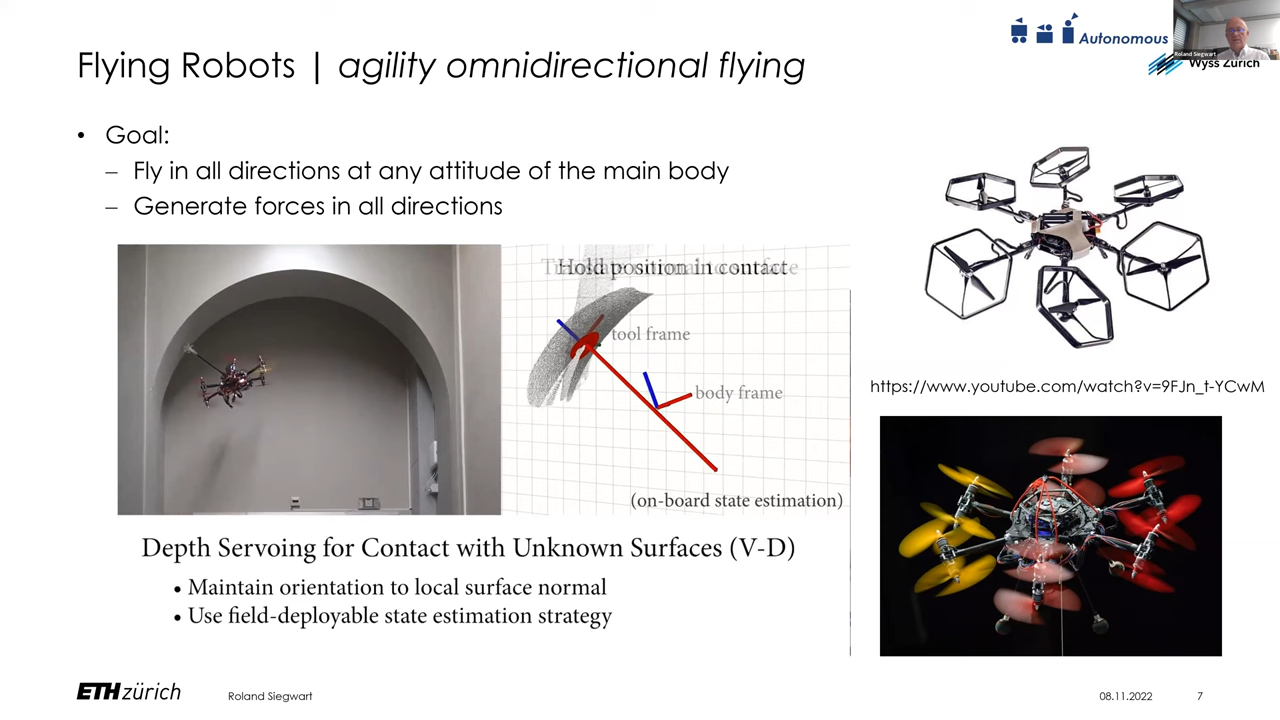 Autonomous
Roland Siegwart
Wyss Zurich
Flying Robots | agility omnidirectional flying
• Goal:
– Fly in all directions at any attitude of the main body
– Generate forces in all directions
Hold position in contact
tool frame
body frame
(on-board state estimation)
https://www.youtube.com/watch?v=9FJn_t-YCwM
Depth Servoing for Contact with Unknown Surfaces (V-D)
• Maintain orientation to local surface normal
• Use field-deployable state estimation strategy
ETH zürich
Roland Siegwart
08.11.2022
7